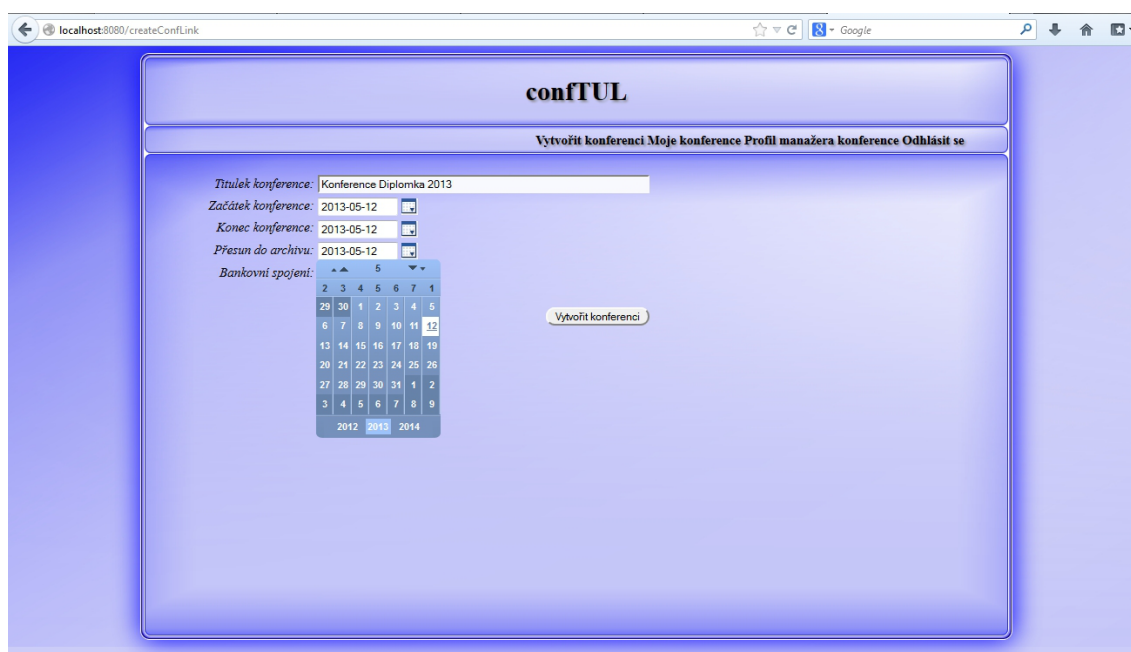 localhost:8080/createConfLink
Google
confTUL
Vytvořit konferenci Moje konference Profil manažera konference Odhlásit se
Titulek konference: Konference Diplomka 2013
Začátek konference: 2013-05-12
Konec konference: 2013-05-12
Přesun do archivu: 2013-05-12
Bankovní spojení:
5
2 3 4 5 6 7 1
29 30 1 2 3 4 5
6 7 8 9 10 11 12
13 14 15 16 17 18 19
20 21 22 23 24 25 26
27 28 29 30 31 1 2
3 4 5 6 7 8 9
2012 2013 2014
Vytvořit konferenci